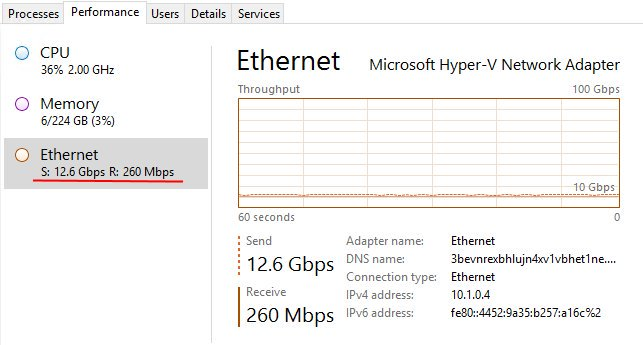 Processes Performance Users Details Services
CPU
36% 2.00 GHz
Memory
6/224 GB (3%)
Ethernet
S: 12.6 Gbps R: 260 Mbps
Ethernet Microsoft Hyper-V Network Adapter
Throughput 100 Gbps
10 Gbps
60 seconds 0
Send
12.6 Gbps
Receive
260 Mbps
Adapter name: Ethernet
DNS name: 3bevnrexbhlujn4xv1vbhet1ne...
Connection type: Ethernet
IPv4 address: 10.1.0.4
IPv6 address: fe80::4452:9a35:b257:a16c%2